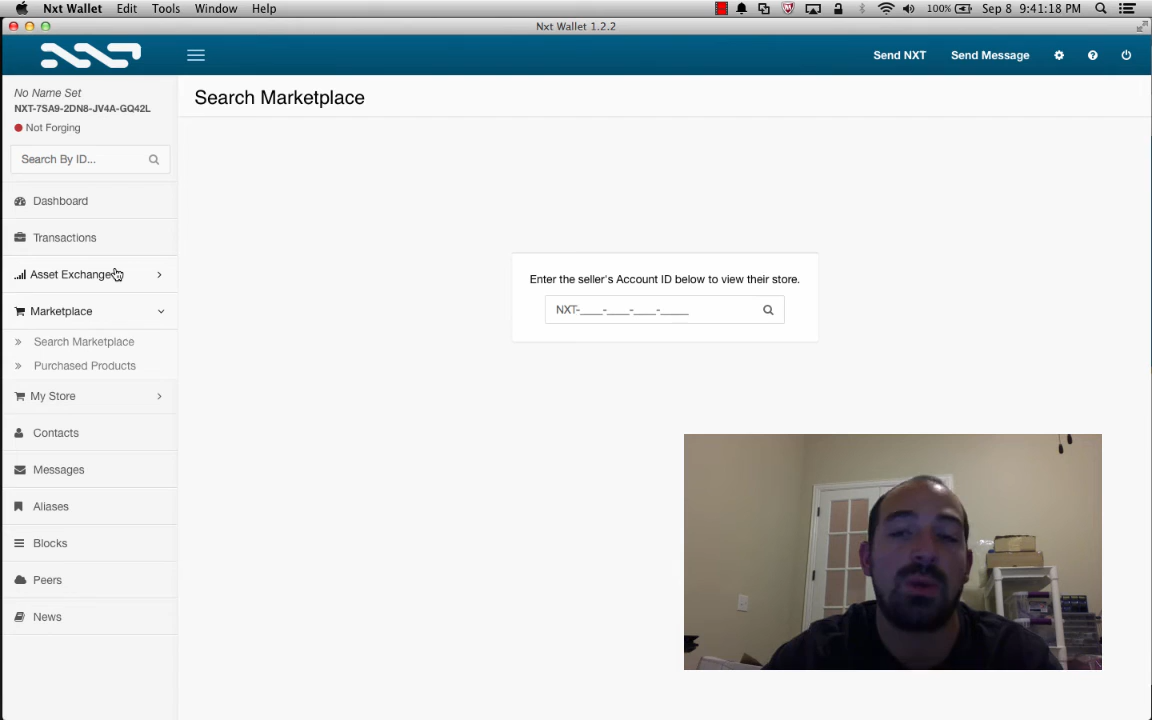 Nxt Wallet Edit Tools Window Help 100% Sep 8 9:41:18 PM
Nxt Wallet 1.2.2
NXT Send NXT Send Message
No Name Set
NXT-7SA9-2DN8-JV4A-GQ42L
Not Forging
Search By ID...
Dashboard
Transactions
Asset Exchange
Marketplace
Search Marketplace
Purchased Products
My Store
Contacts
Messages
Aliases
Blocks
Peers
News
Search Marketplace
Enter the seller's Account ID below to view their store.
NXT-____-____-____-_____